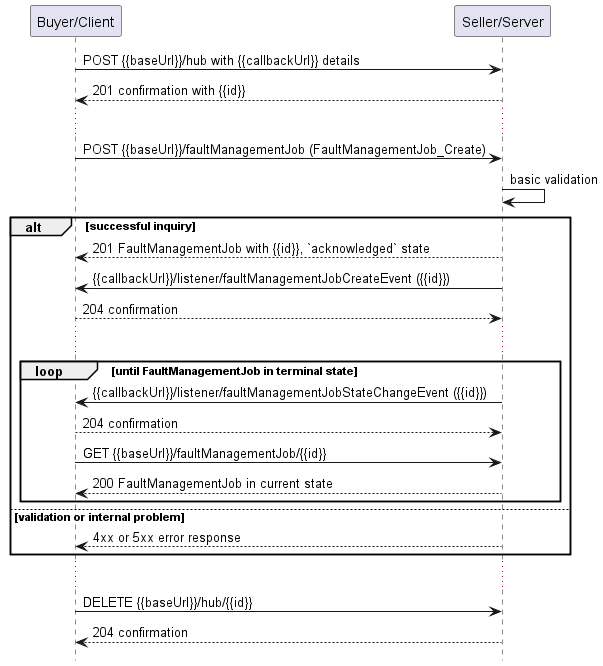 Buyer/Client
Seller/Server
POST {{baseUrl}}/hub with {{callbackUrl}} details
201 confirmation with {{id}}
POST {{baseUrl}}/faultManagementJob (FaultManagementJob_Create)
basic validation
alt [successful inquiry]
201 FaultManagementJob with {{id}}, `acknowledged` state
{{callbackUrl}}/listener/faultManagementJobCreateEvent ({{id}})
204 confirmation
loop [until FaultManagementJob in terminal state]
{{callbackUrl}}/listener/faultManagementJobStateChangeEvent ({{id}})
204 confirmation
GET {{baseUrl}}/faultManagementJob/{{id}}
200 FaultManagementJob in current state
[validation or internal problem]
4xx or 5xx error response
DELETE {{baseUrl}}/hub/{{id}}
204 confirmation